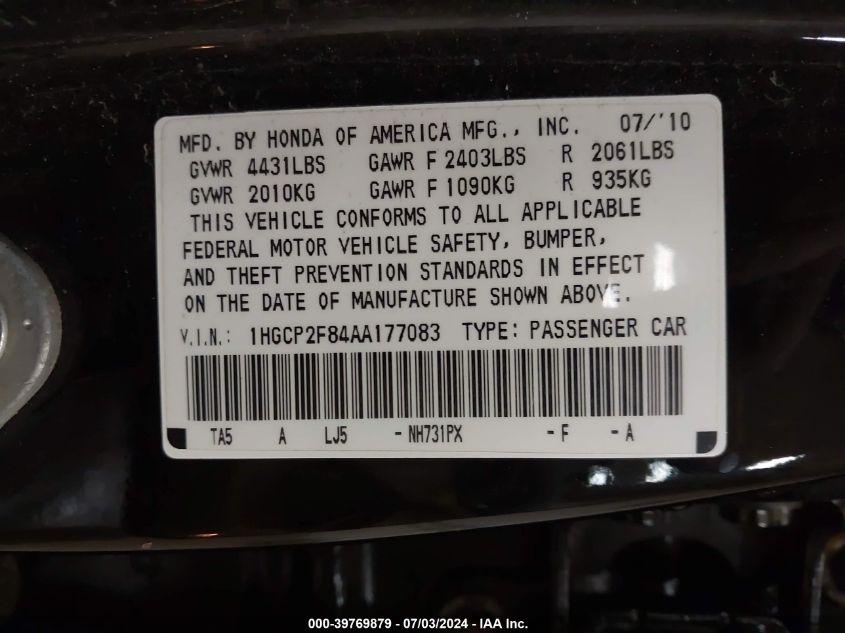 MFD. BY HONDA OF AMERICA MFG., INC. 07/'10
GVWR 4431LBS GAWR F 2403LBS R 2061LBS
GVWR 2010KG GAWR F 1090KG R 935KG
THIS VEHICLE CONFORMS TO ALL APPLICABLE
FEDERAL MOTOR VEHICLE SAFETY, BUMPER,
AND THEFT PREVENTION STANDARDS IN EFFECT
ON THE DATE OF MANUFACTURE SHOWN ABOVE.
V.I.N.: 1HGCP2F84AA177083 TYPE: PASSENGER CAR
TA5 A LJ5 - NH731PX - F - A
000-39769879 - 07/03/2024 - IAA Inc.